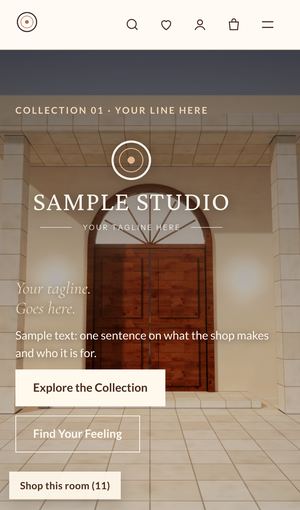 COLLECTION 01 · YOUR LINE HERE
SAMPLE STUDIO
YOUR TAGLINE HERE
Your tagline.
Goes here.
Sample text: one sentence on what the shop makes
and who it is for.
Explore the Collection
Find Your Feeling
Shop this room (11)